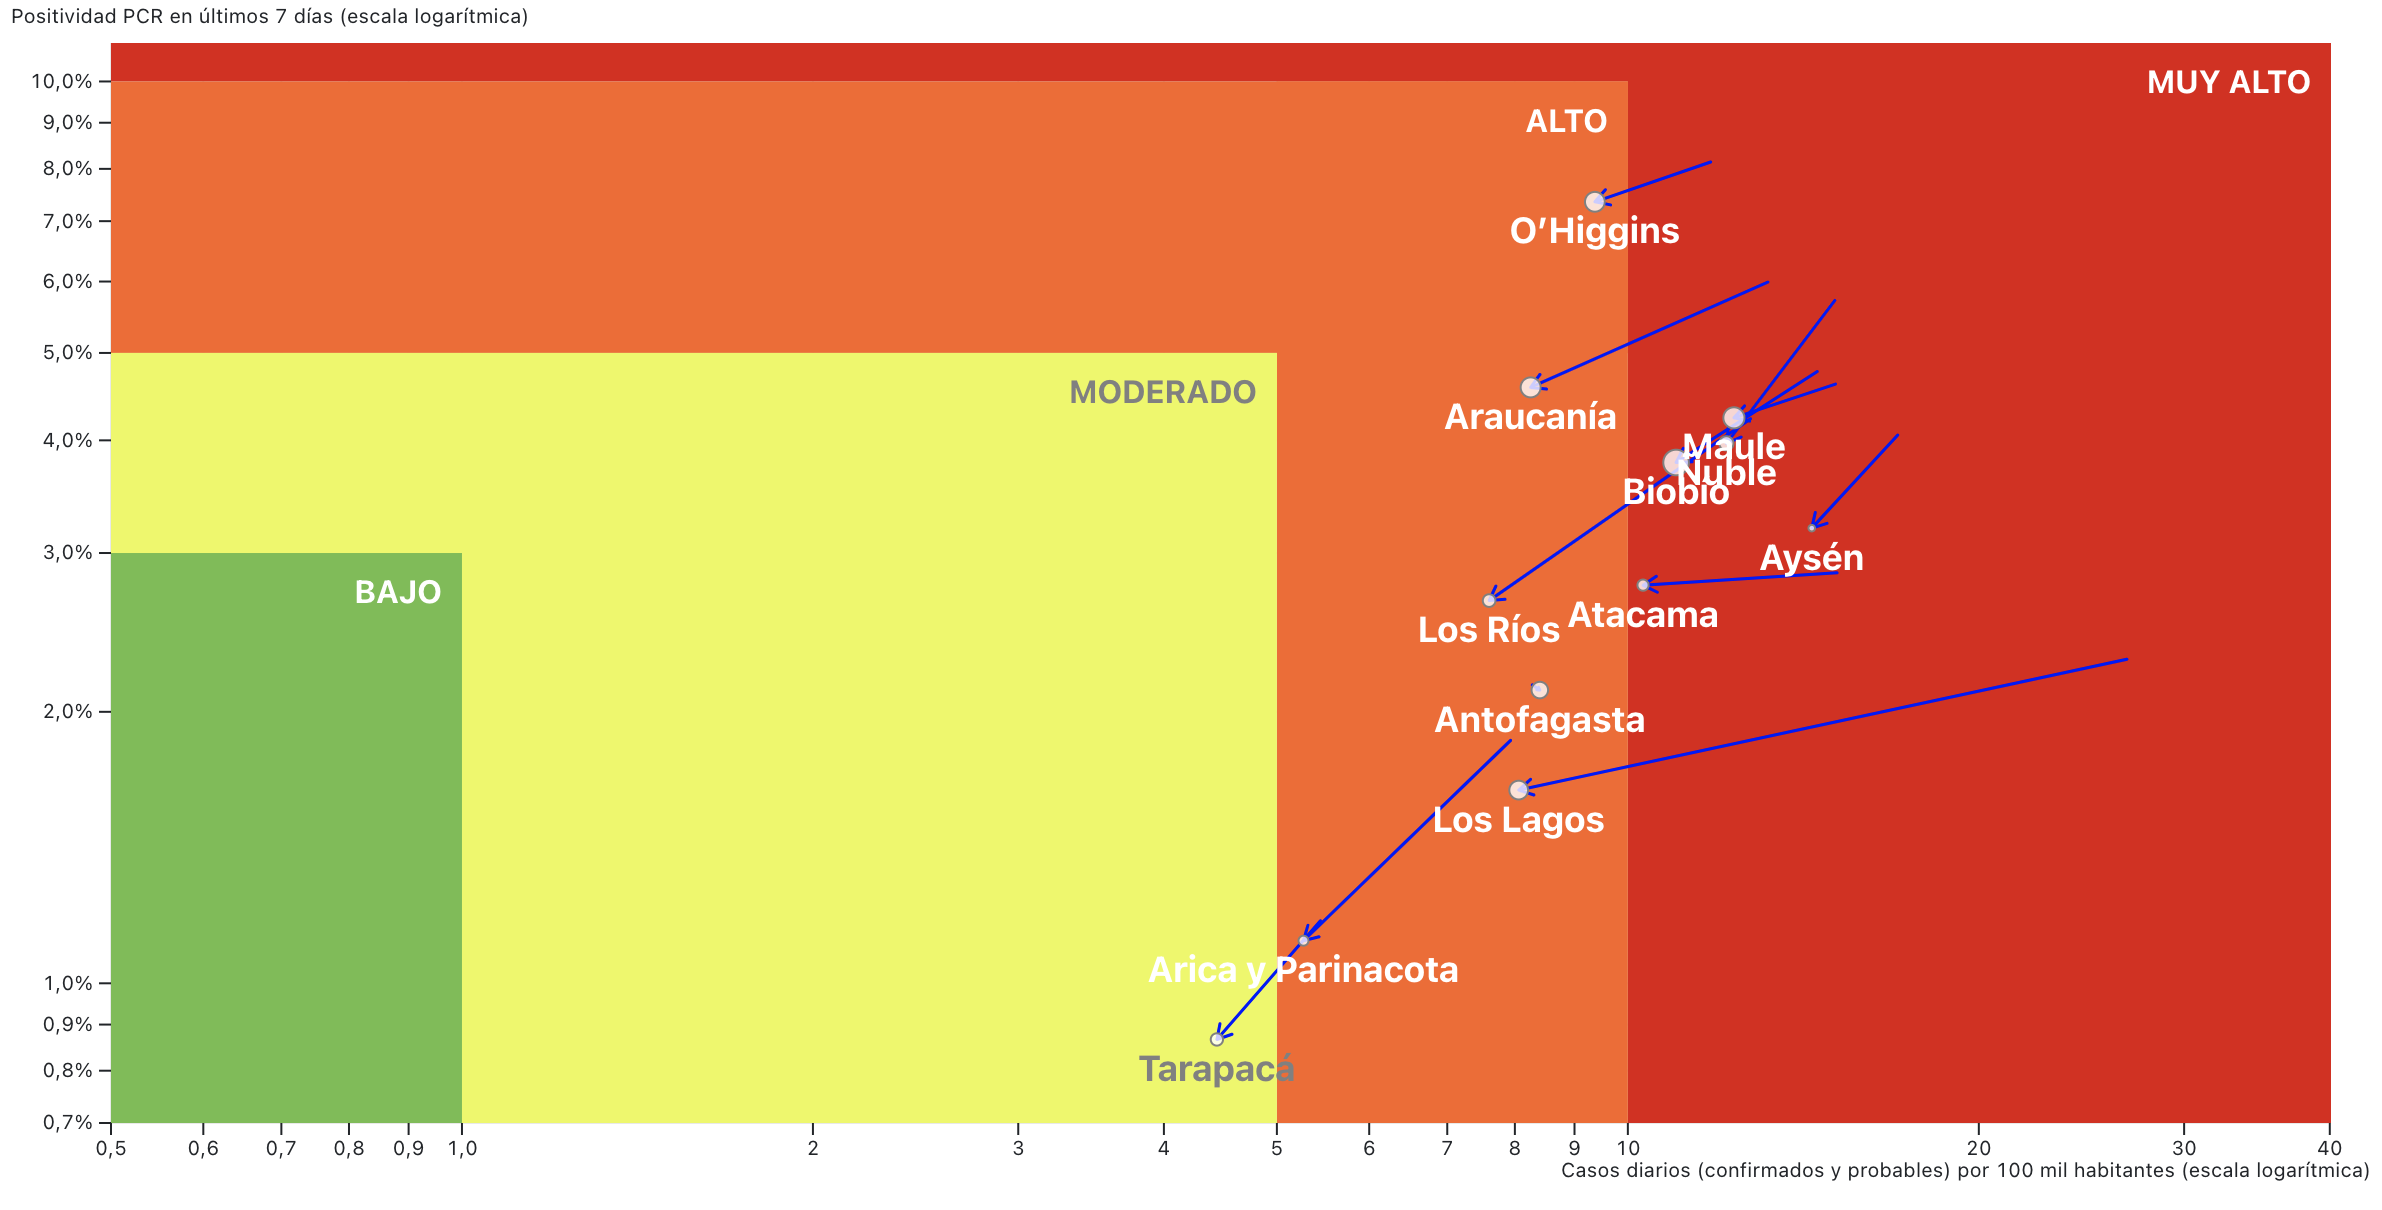 Positividad PCR en últimos 7 días (escala logarítmica)
10,0%
MUY ALTO
9,0%
ALTO
8,0%
7,0%
O’Higgins
6,0%
5,0%
MODERADO
Araucanía
4,0%
Maule
Ñuble
Biobío
3,0%
Aysén
BAJO
Atacama
Los Ríos
2,0%
Antofagasta
Los Lagos
1,0%
Arica y Parinacota
0,9%
0,8%
Tarapacá
0,7%
0,5 0,6 0,7 0,8 0,9 1,0 2 3 4 5 6 7 8 9 10 20 30 40
Casos diarios (confirmados y probables) por 100 mil habitantes (escala logarítmica)